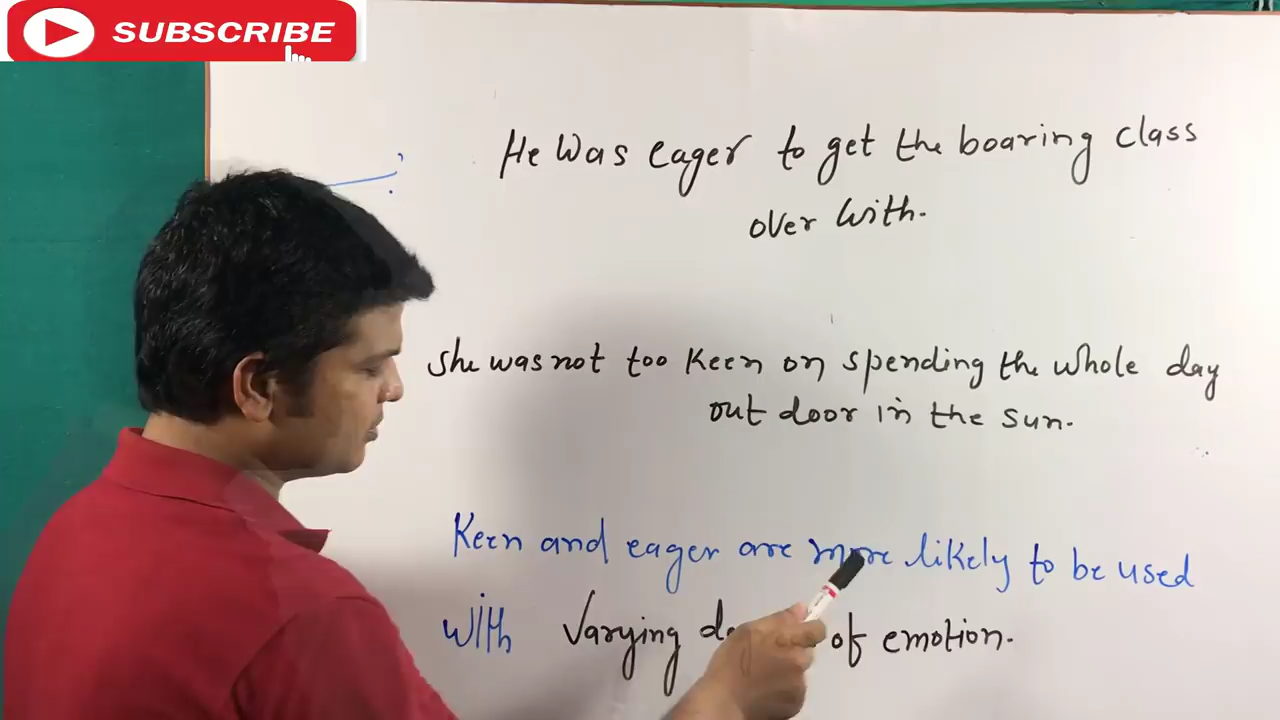 SUBSCRIBE
He was eager to get the boaring class
over with.
She was not too keen on spending the whole day
out door in the sun.
Keen and eager are more likely to be used
with varying of emotion.